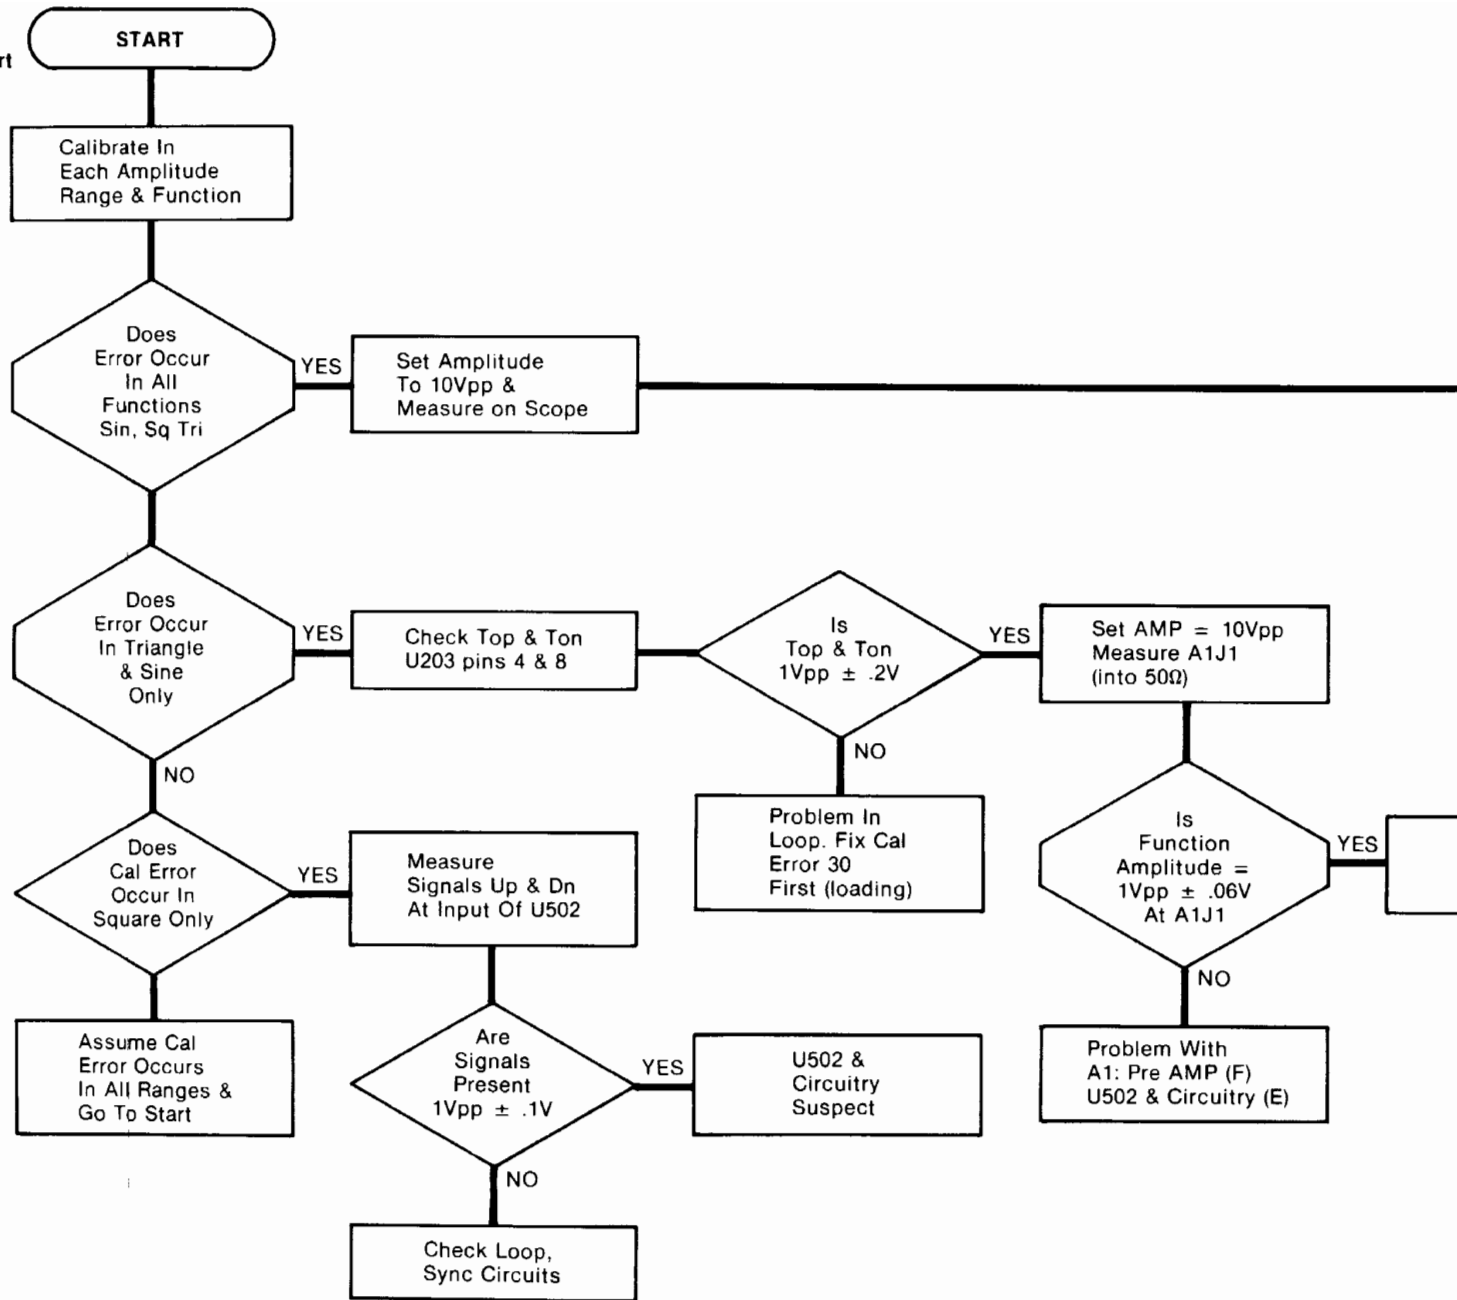 START
rt
Calibrate In
Each Amplitude
Range & Function
Does
Error Occur
In All
Functions
Sin, Sq Tri
YES
Set Amplitude
To 10Vpp &
Measure on Scope
Does
Error Occur
In Triangle
& Sine
Only
YES
Check Top & Ton
U203 pins 4 & 8
Is
Top & Ton
1Vpp ± .2V
YES
Set AMP = 10Vpp
Measure A1J1
(into 50Ω)
NO
NO
Problem In
Loop. Fix Cal
Error 30
First (loading)
Is
Function
Amplitude =
1Vpp ± .06V
At A1J1
YES
Does
Cal Error
Occur In
Square Only
YES
Measure
Signals Up & Dn
At Input Of U502
NO
Assume Cal
Error Occurs
In All Ranges &
Go To Start
Are
Signals
Present
1Vpp ± .1V
YES
U502 &
Circuitry
Suspect
Problem With
A1: Pre AMP (F)
U502 & Circuitry (E)
NO
Check Loop,
Sync Circuits